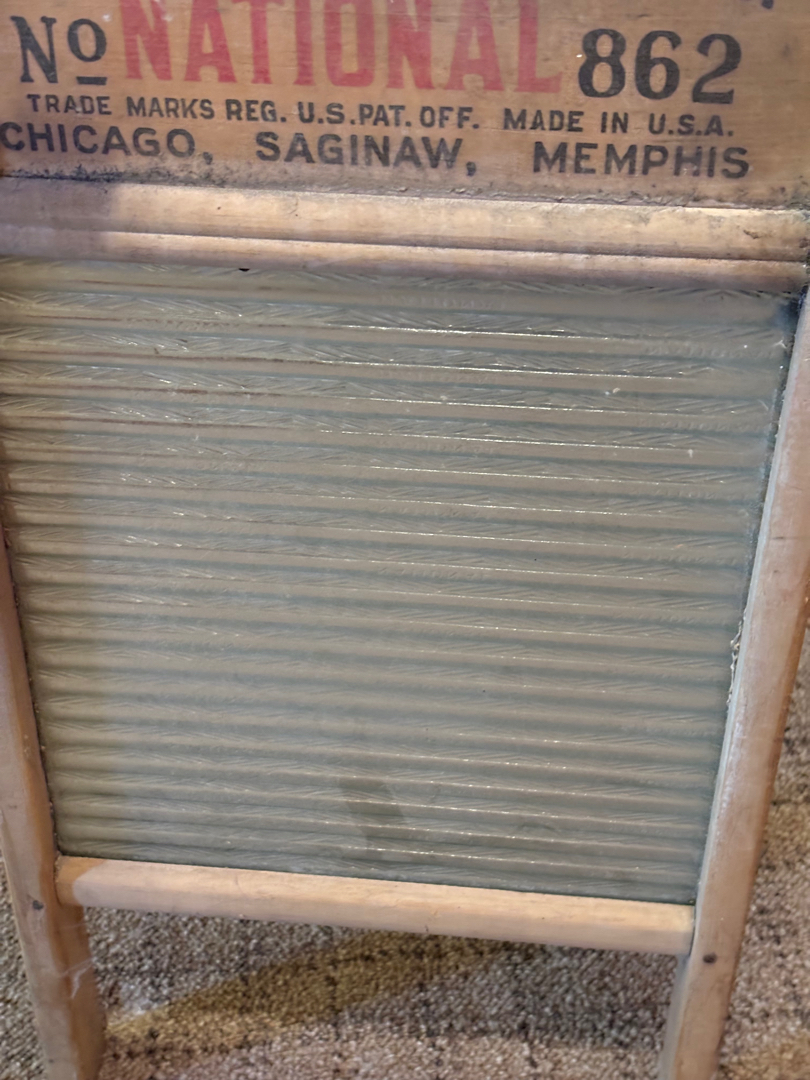 No NATIONAL 862
TRADE MARKS REG. U.S.PAT. OFF. MADE IN U.S.A.
CHICAGO, SAGINAW, MEMPHIS